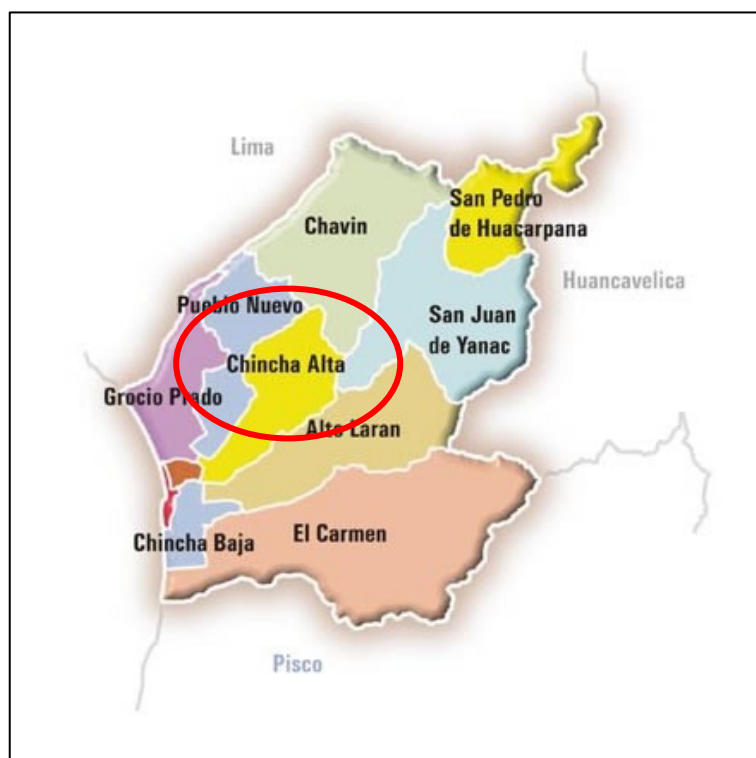 Lima
San Pedro
de Huacarpana
Chavin
Huancavelica
Pueblo Nuevo
San Juan
de Yanac
Chincha Alta
Grocio Prado
Alto Laran
El Carmen
Chincha Baja
Pisco